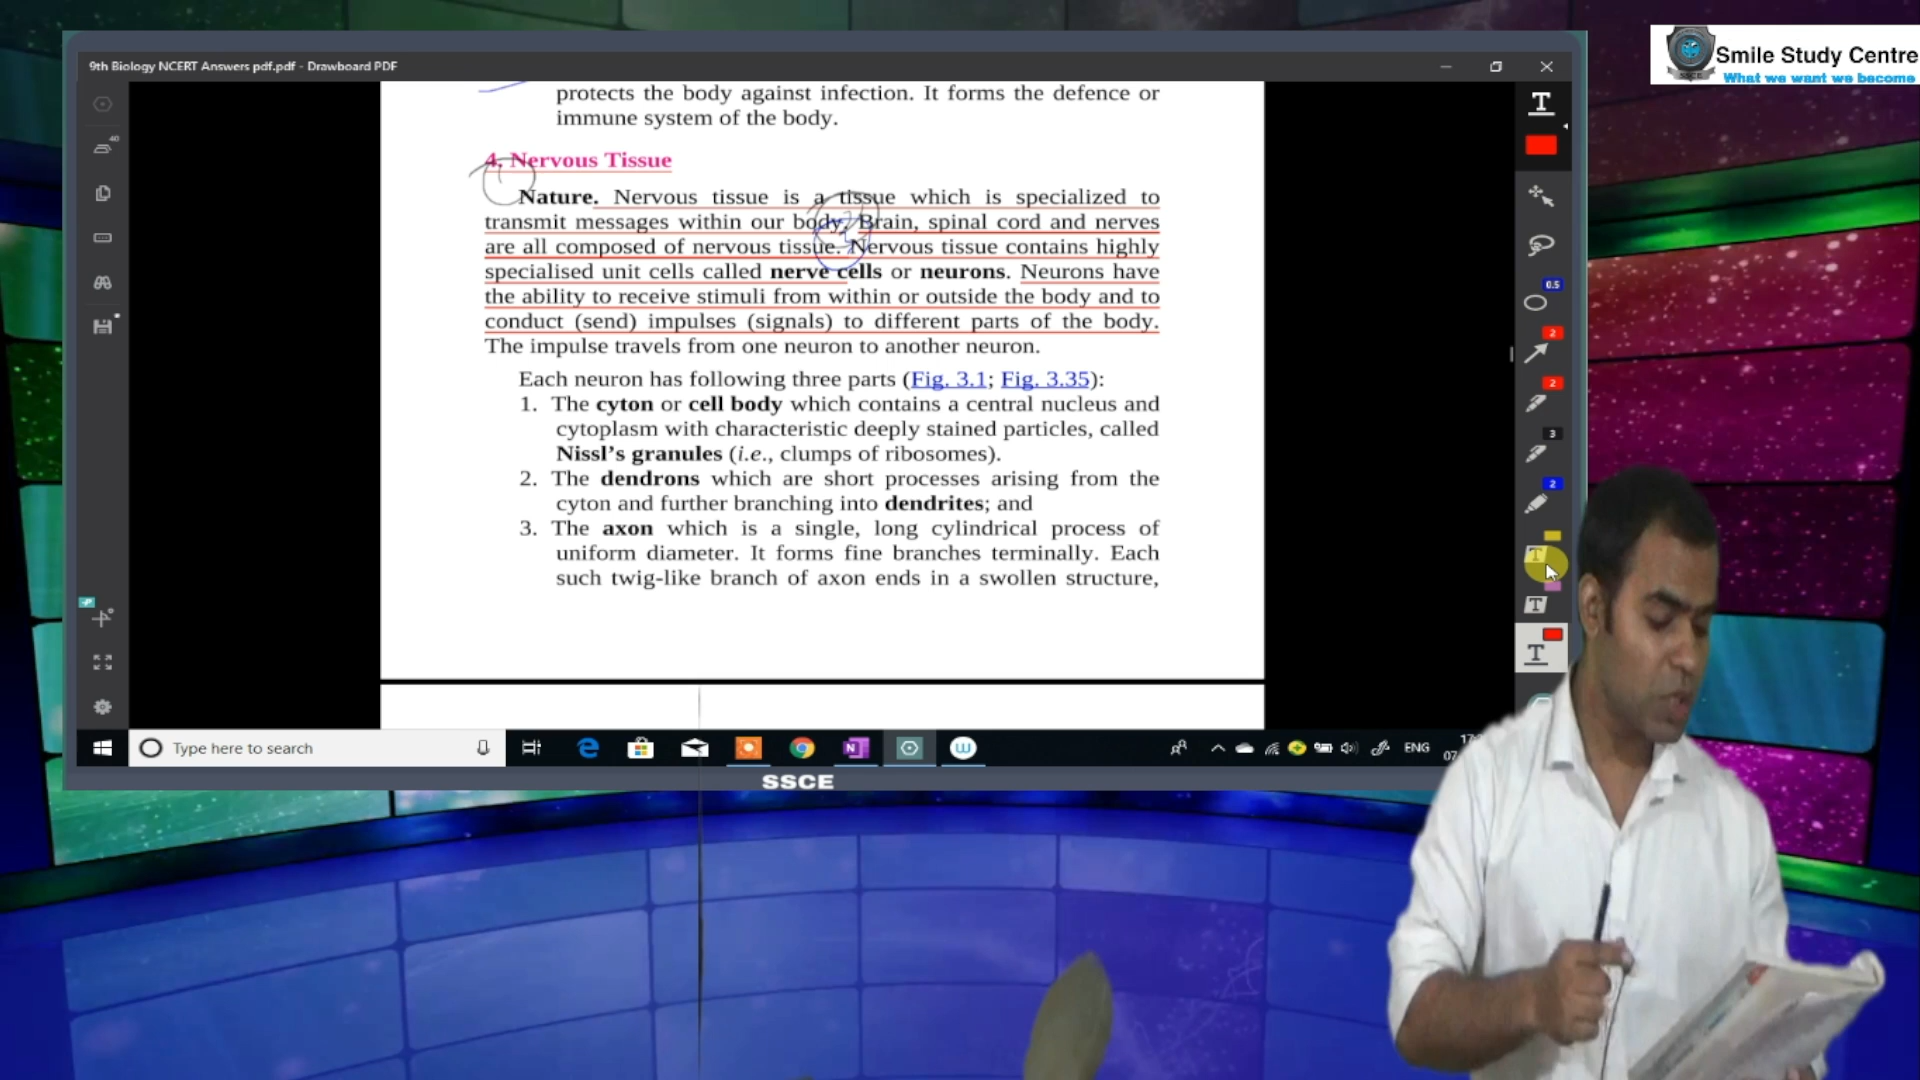 Smile Study Centre
What we want we become
SSCE
9th Biology NCERT Answers pdf.pdf - Drawboard PDF
protects the body against infection. It forms the defence or
immune system of the body.
4. Nervous Tissue
Nature. Nervous tissue is a tissue which is specialized to
transmit messages within our body. Brain, spinal cord and nerves
are all composed of nervous tissue. Nervous tissue contains highly
specialised unit cells called nerve cells or neurons. Neurons have
the ability to receive stimuli from within or outside the body and to
conduct (send) impulses (signals) to different parts of the body.
The impulse travels from one neuron to another neuron.
Each neuron has following three parts (Fig. 3.1; Fig. 3.35):
1. The cyton or cell body which contains a central nucleus and
cytoplasm with characteristic deeply stained particles, called
Nissl's granules (i.e., clumps of ribosomes).
2. The dendrons which are short processes arising from the
cyton and further branching into dendrites; and
3. The axon which is a single, long cylindrical process of
uniform diameter. It forms fine branches terminally. Each
such twig-like branch of axon ends in a swollen structure,
40
0.5
2
2
3
2
T
T
T
T
Type here to search
N
W
ENG
07
SSCE